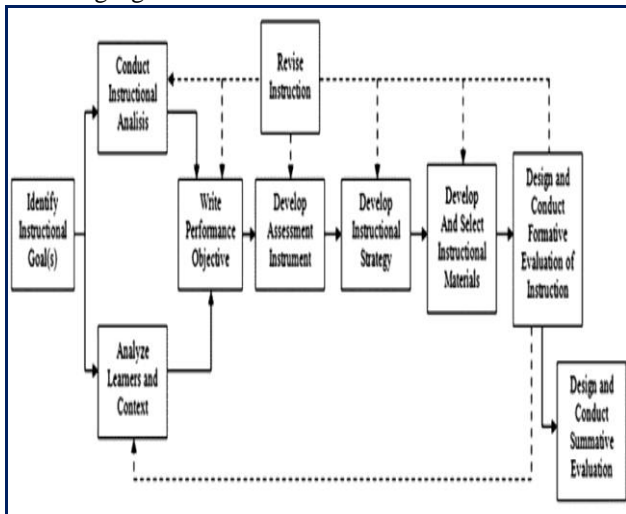 Conduct
Instructional
Analisis
Revise
Instruction
Identify
Instructional
Goal(s)
Write
Performance
Objective
Develop
Assessment
Instrument
Develop
Instructional
Strategy
Develop
And Select
Instructional
Materials
Design and
Conduct
Formative
Evaluation of
Instruction
Analyze
Learners and
Context
Design and
Conduct
Summative
Evaluation